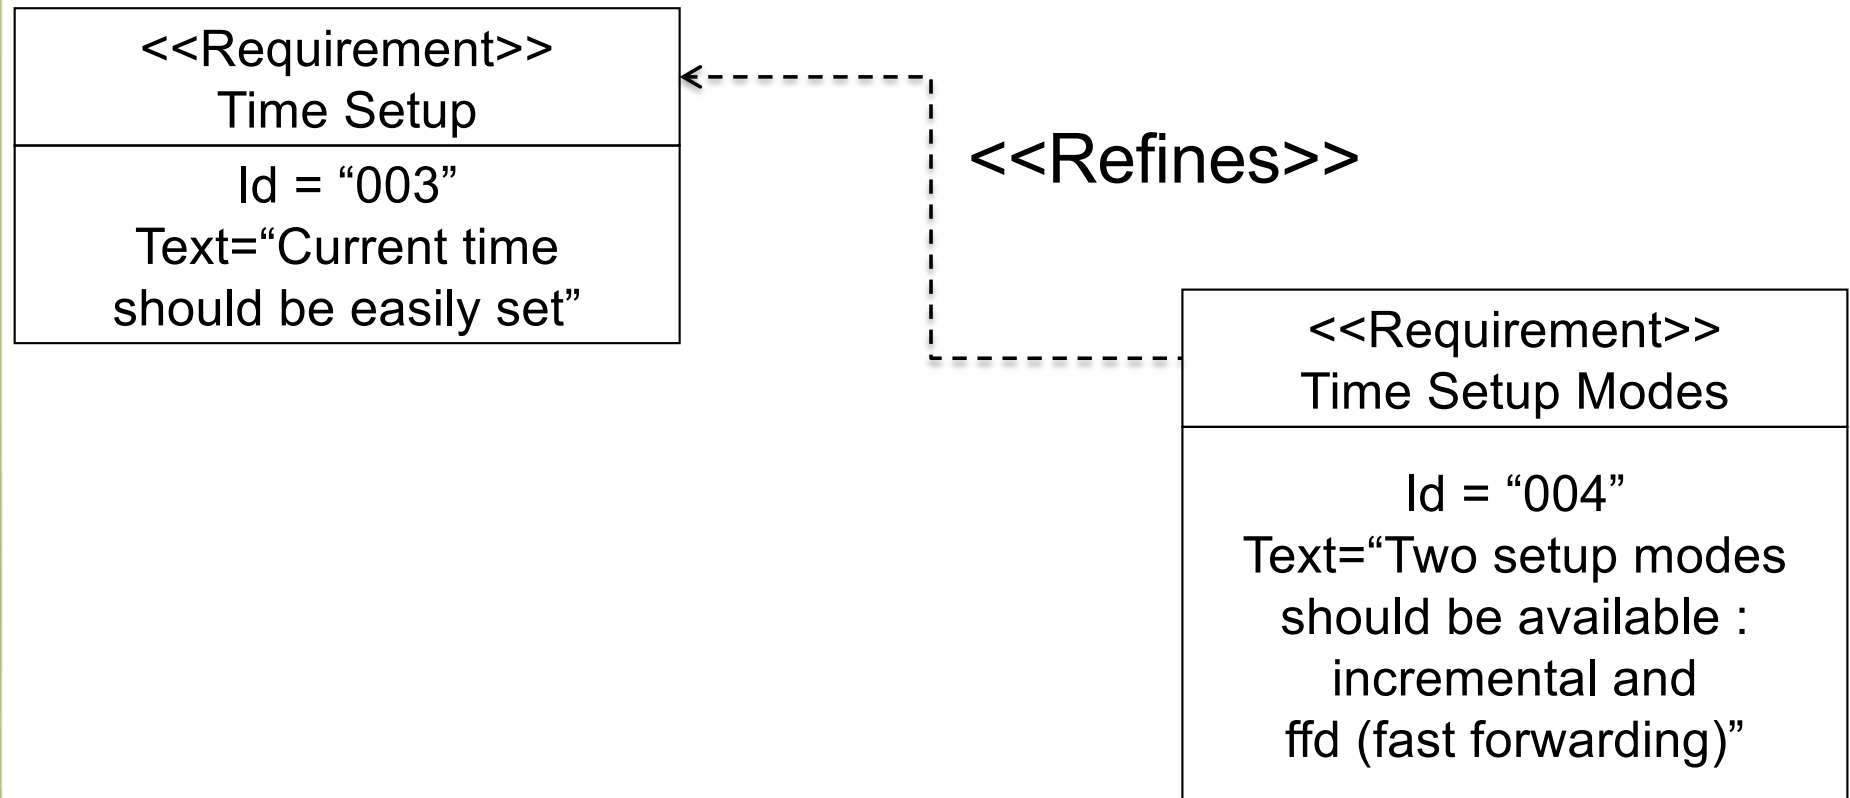 <<Requirement>>
Time Setup
Id = “003”
Text=“Current time
should be easily set”
<<Refines>>
<<Requirement>>
Time Setup Modes
Id = “004”
Text=“Two setup modes
should be available :
incremental and
ffd (fast forwarding)”